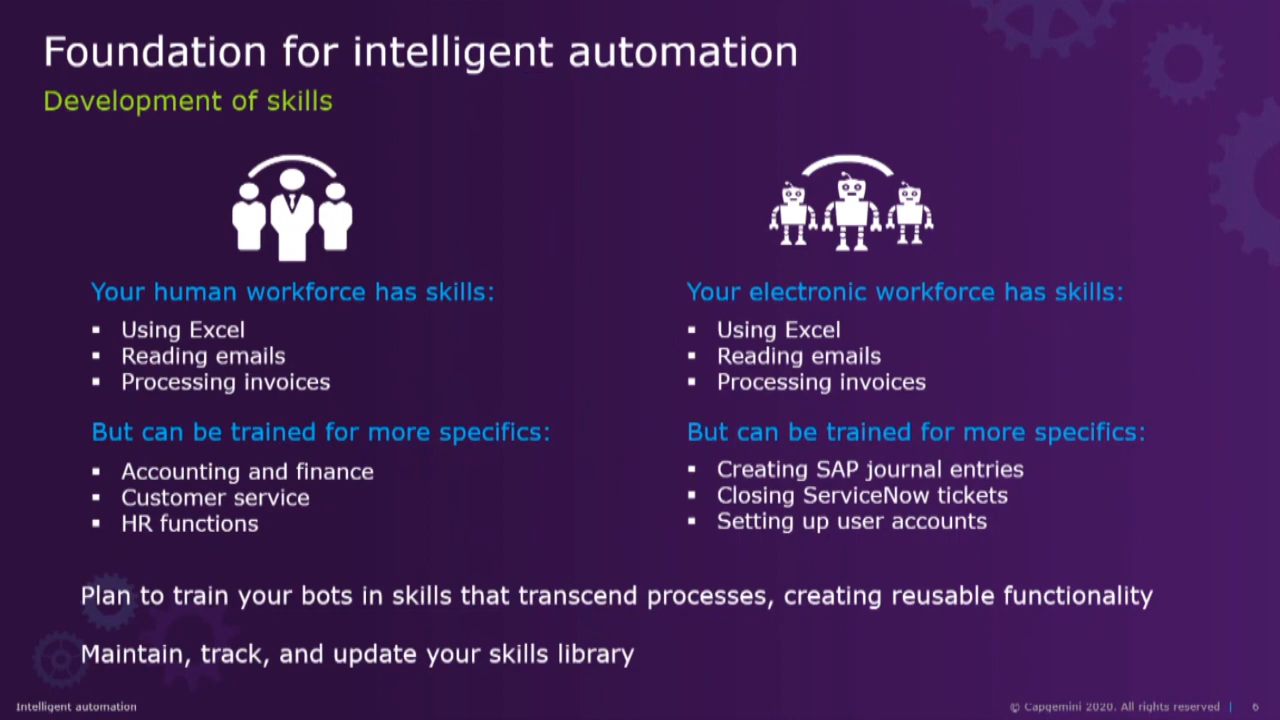 Foundation for intelligent automation
Development of skills
Your human workforce has skills:
▪ Using Excel
▪ Reading emails
▪ Processing invoices
But can be trained for more specifics:
▪ Accounting and finance
▪ Customer service
▪ HR functions
Your electronic workforce has skills:
▪ Using Excel
▪ Reading emails
▪ Processing invoices
But can be trained for more specifics:
▪ Creating SAP journal entries
▪ Closing ServiceNow tickets
▪ Setting up user accounts
Plan to train your bots in skills that transcend processes, creating reusable functionality
Maintain, track, and update your skills library
Intelligent automation
© Capgemini 2020. All rights reserved | 6